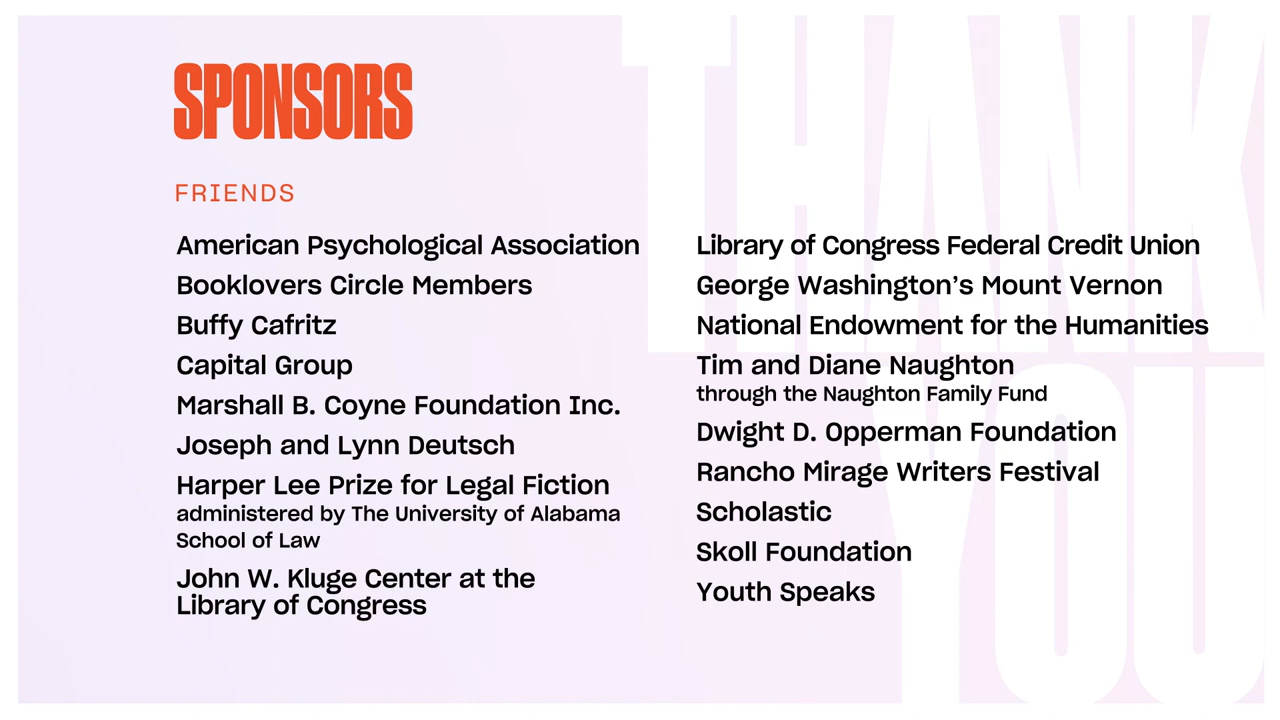 THANK
YOU
SPONSORS
FRIENDS
American Psychological Association
Booklovers Circle Members
Buffy Cafritz
Capital Group
Marshall B. Coyne Foundation Inc.
Joseph and Lynn Deutsch
Harper Lee Prize for Legal Fiction
administered by The University of Alabama
School of Law
John W. Kluge Center at the
Library of Congress
Library of Congress Federal Credit Union
George Washington’s Mount Vernon
National Endowment for the Humanities
Tim and Diane Naughton
through the Naughton Family Fund
Dwight D. Opperman Foundation
Rancho Mirage Writers Festival
Scholastic
Skoll Foundation
Youth Speaks